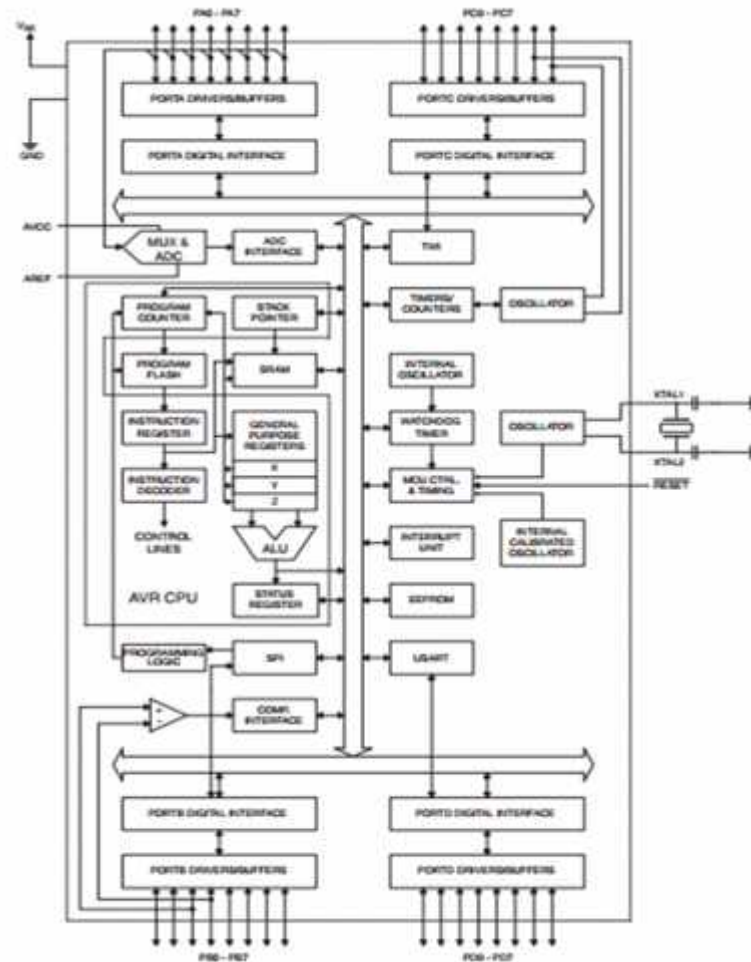 PA0 - PA7
PC0 - PC7
VCC
GND
PORTA DRIVERS/BUFFERS
PORTC DRIVERS/BUFFERS
PORTA DIGITAL INTERFACE
PORTC DIGITAL INTERFACE
AVCC
MUX &
ADC
ADC
INTERFACE
TWI
AREF
PROGRAM
COUNTER
STACK
POINTER
TIMERS/
COUNTERS
OSCILLATOR
PROGRAM
FLASH
SRAM
INTERNAL
OSCILLATOR
XTAL1
INSTRUCTION
REGISTER
GENERAL
PURPOSE
REGISTERS
WATCHDOG
TIMER
OSCILLATOR
XTAL2
X
INSTRUCTION
DECODER
Y
Z
MCU CTRL.
& TIMING
RESET
CONTROL
LINES
ALU
INTERRUPT
UNIT
INTERNAL
CALIBRATED
OSCILLATOR
AVR CPU
STATUS
REGISTER
EEPROM
PROGRAMMING
LOGIC
SPI
USART
+
-
COMP.
INTERFACE
PORTB DIGITAL INTERFACE
PORTD DIGITAL INTERFACE
PORTB DRIVERS/BUFFERS
PORTD DRIVERS/BUFFERS
PB0 - PB7
PD0 - PD7